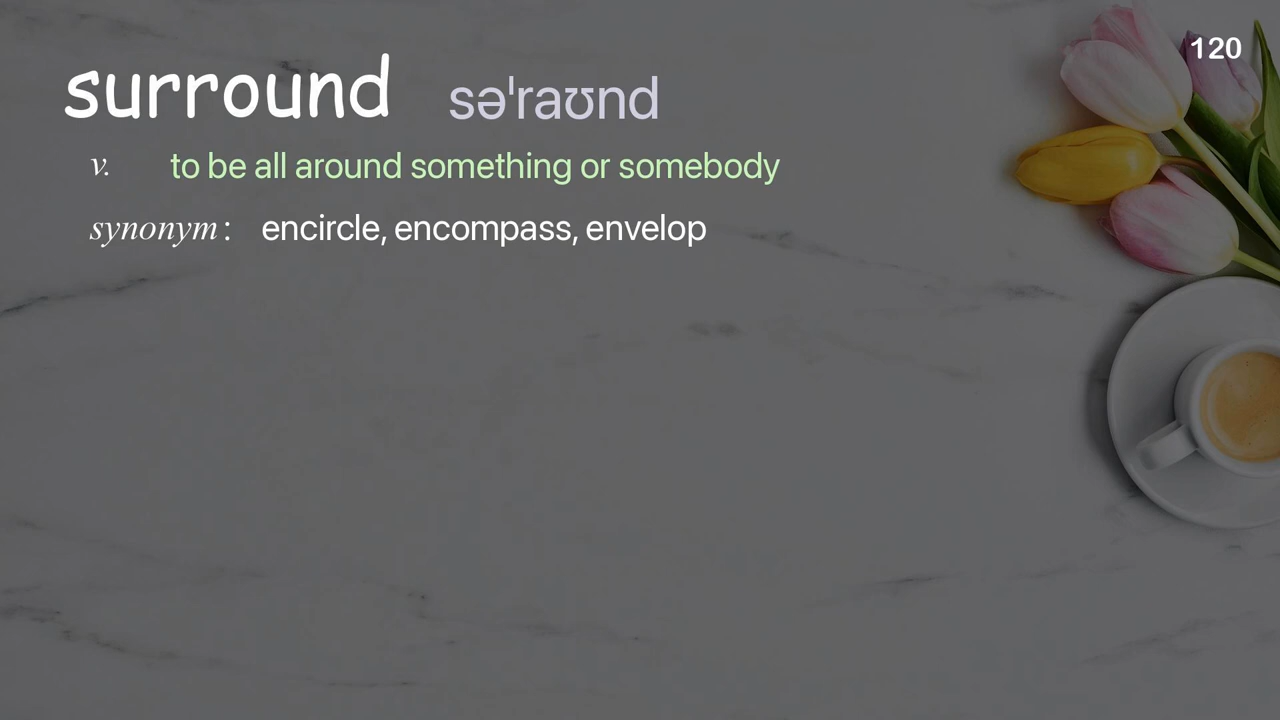 120
surround səˈraʊnd
v. to be all around something or somebody
synonym : encircle, encompass, envelop